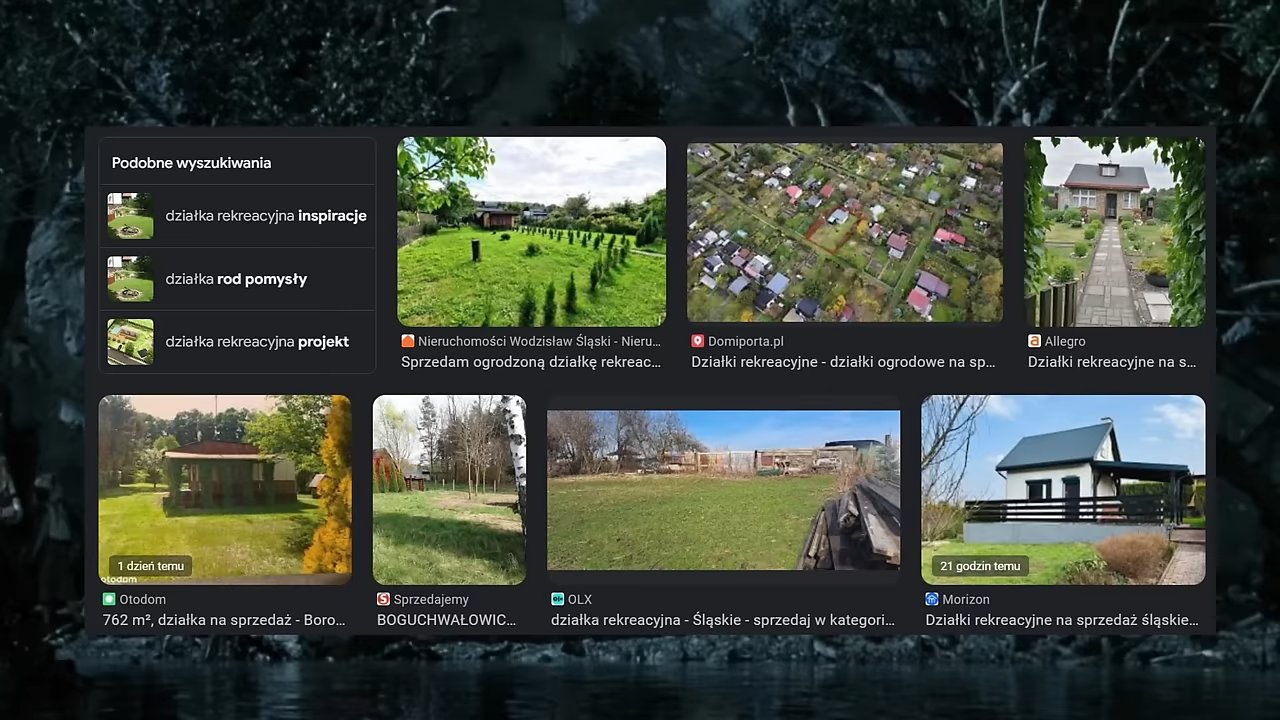 Podobne wyszukiwania
działka rekreacyjna inspiracje
działka rod pomysły
działka rekreacyjna projekt
Nieruchomości Wodzisław Śląski - Nieru...
Sprzedam ogrodzoną działkę rekreac...
Domiporta.pl
Działki rekreacyjne - działki ogrodowe na sp...
Allegro
Działki rekreacyjne na s...
1 dzień temu
otodom
Otodom
762 m², działka na sprzedaż - Boro...
Sprzedajemy
BOGUCHWAŁOWIC...
OLX
działka rekreacyjna - Śląskie - sprzedaj w kategori...
21 godzin temu
Morizon
Działki rekreacyjne na sprzedaż śląskie...